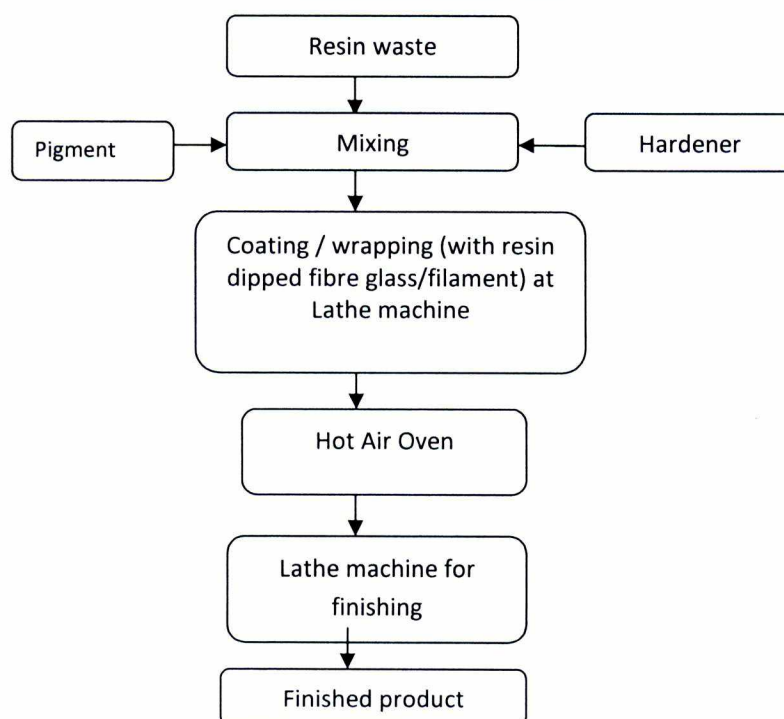 Resin waste
Pigment
Mixing
Hardener
Coating / wrapping (with resin
dipped fibre glass/filament) at
Lathe machine
Hot Air Oven
Lathe machine for
finishing
Finished product